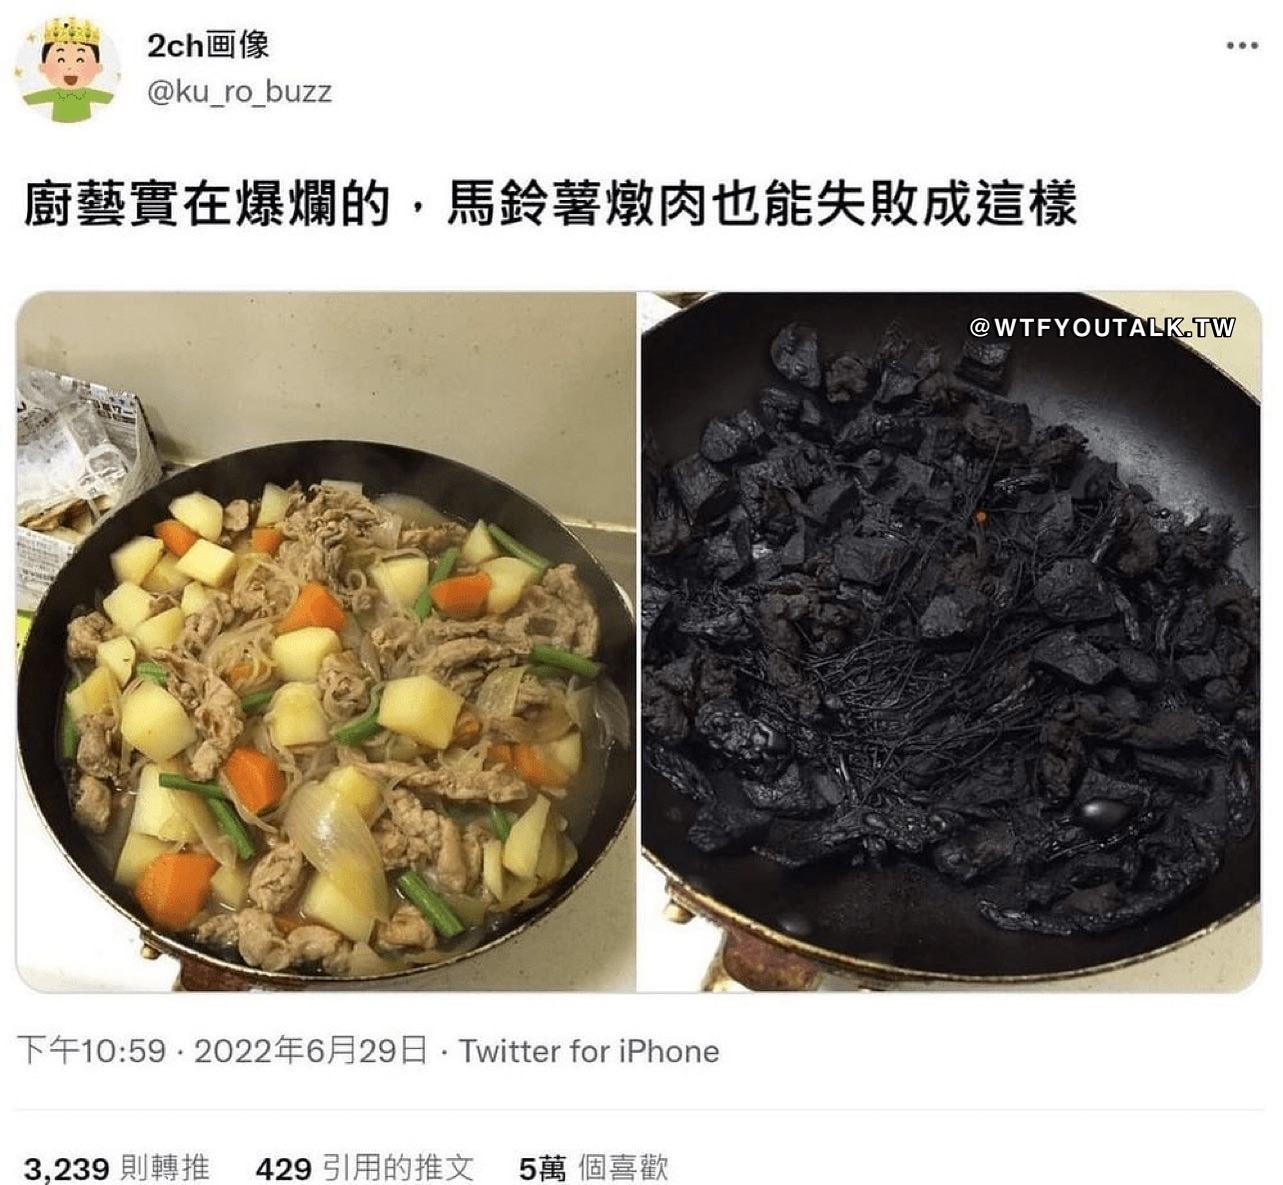 2ch画像
@ku_ro_buzz
廚藝實在爆爛的，馬鈴薯燉肉也能失敗成這樣
@WTFYOUTALK.TW
下午10:59 · 2022年6月29日 · Twitter for iPhone
3,239 則轉推 429 引用的推文 5萬 個喜歡